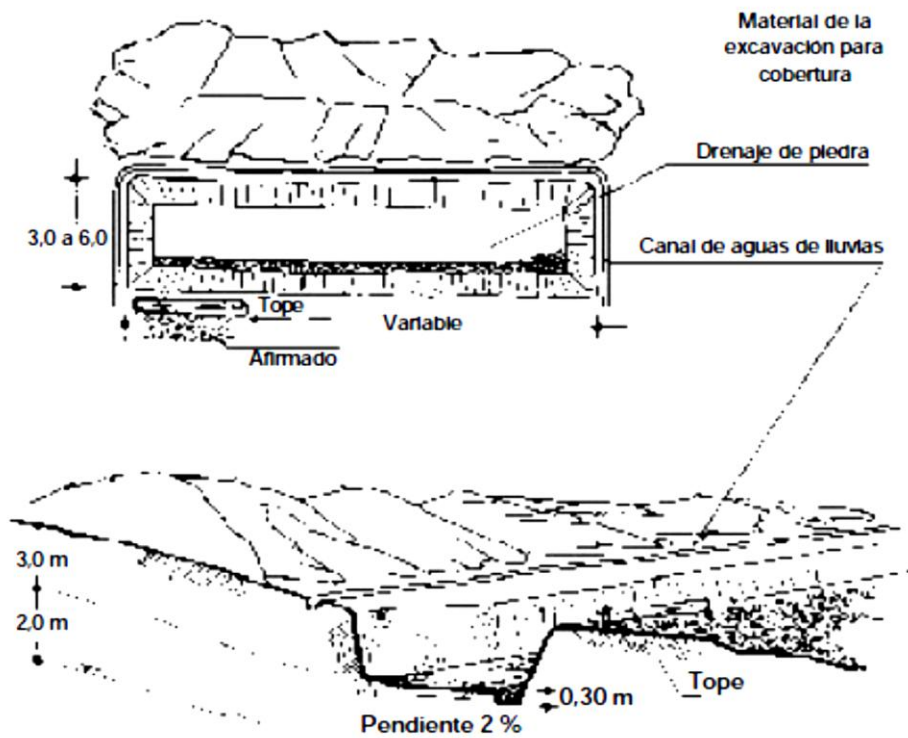 Material de la
excavación para
cobertura
Drenaje de piedra
3,0 a 6,0
Canal de aguas de lluvias
Tope
Variable
Afirmado
3,0 m
2,0 m
0,30 m
Tope
Pendiente 2 %